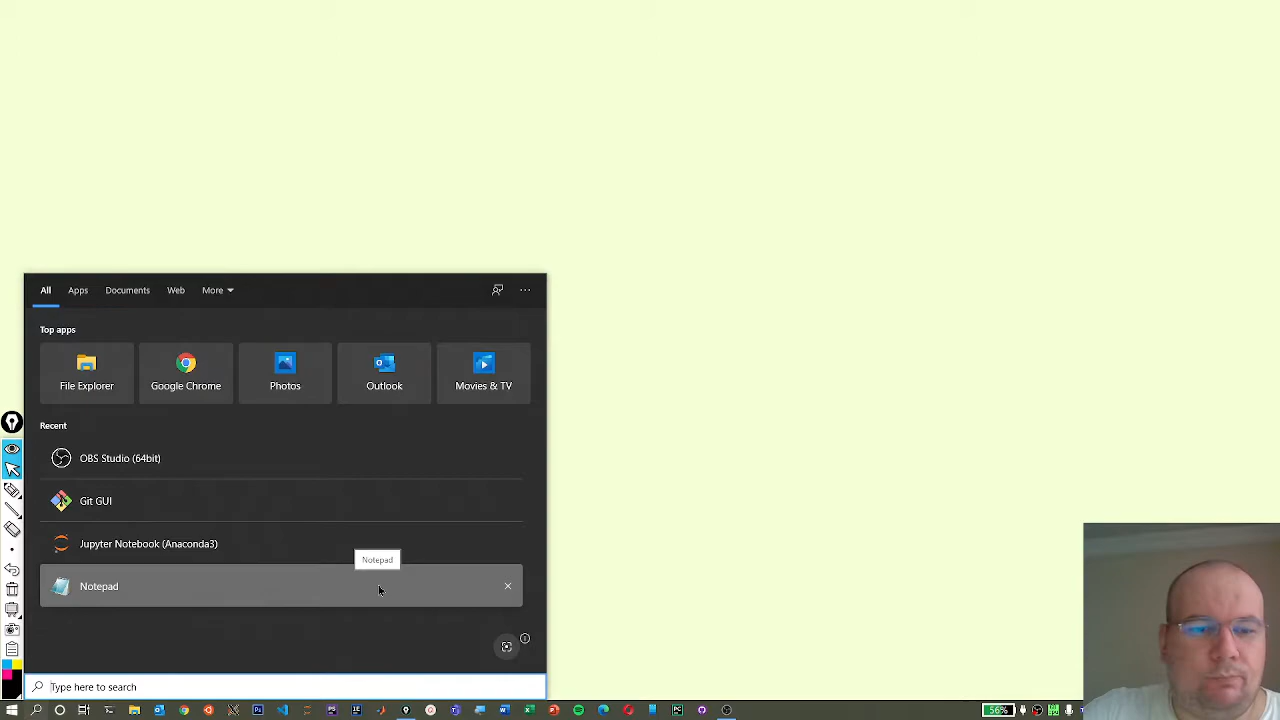 All Apps Documents Web More
Top apps
File Explorer Google Chrome Photos Outlook Movies & TV
Recent
OBS Studio (64bit)
Git GUI
Jupyter Notebook (Anaconda3)
Notepad
Notepad
Type here to search
56%